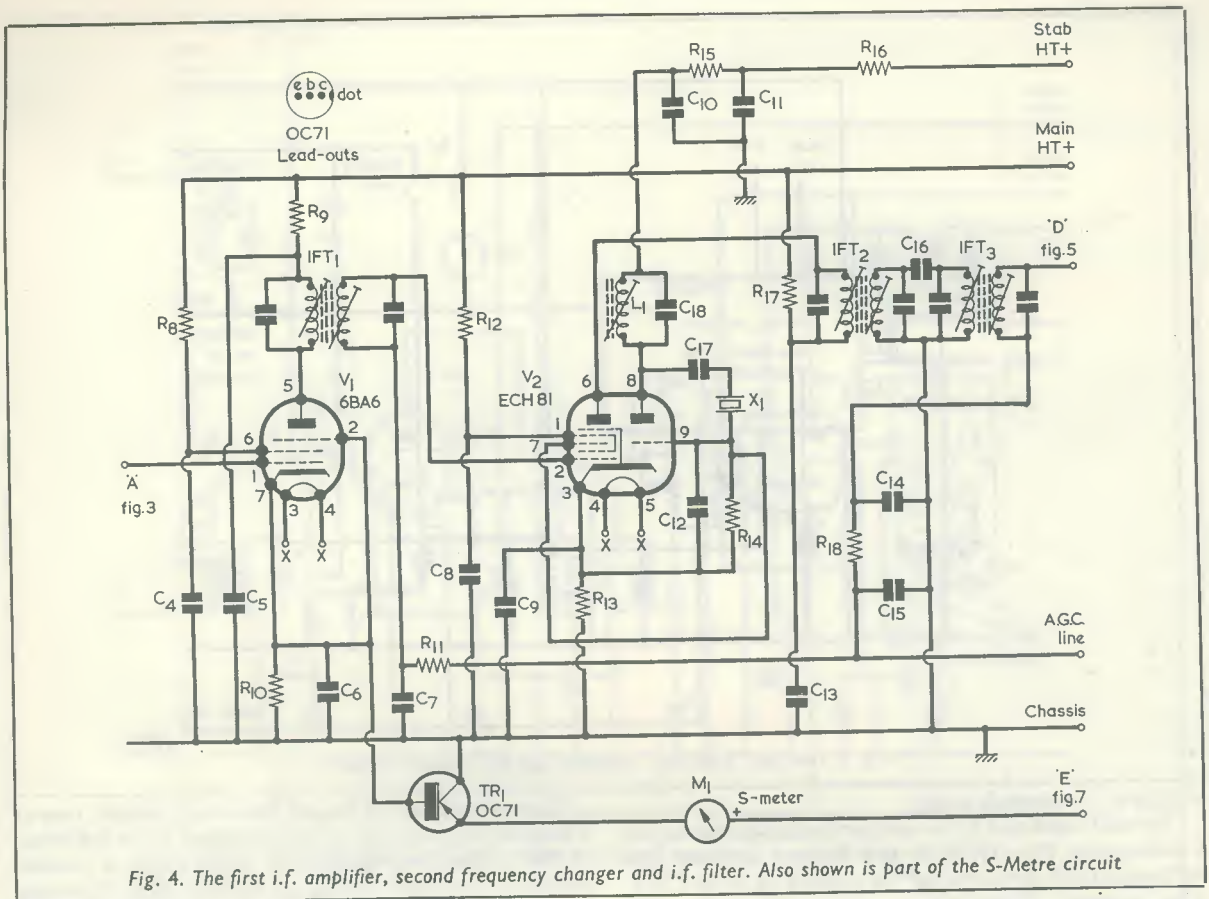 Stab
HT+
R15
R16
C10
C11
e b c
dot
OC71
Lead-outs
Main
HT+
R9
'D'
fig.5
IFT1
C16
IFT2
IFT3
R8
R12
L1
C18
R17
C17
V1
6BA6
V2
ECH 81
X1
5
2
6
1
7
3
4
6
8
1
7
2
9
3
4
5
'A'
fig.3
X
X
X
X
C12
R14
C14
R18
C15
C4
C5
C8
C9
R13
A.G.C.
line
R11
R10
C6
C7
C13
Chassis
TR1
OC71
M1
S-meter
+
'E'
fig.7
Fig. 4. The first i.f. amplifier, second frequency changer and i.f. filter. Also shown is part of the S-Metre circuit